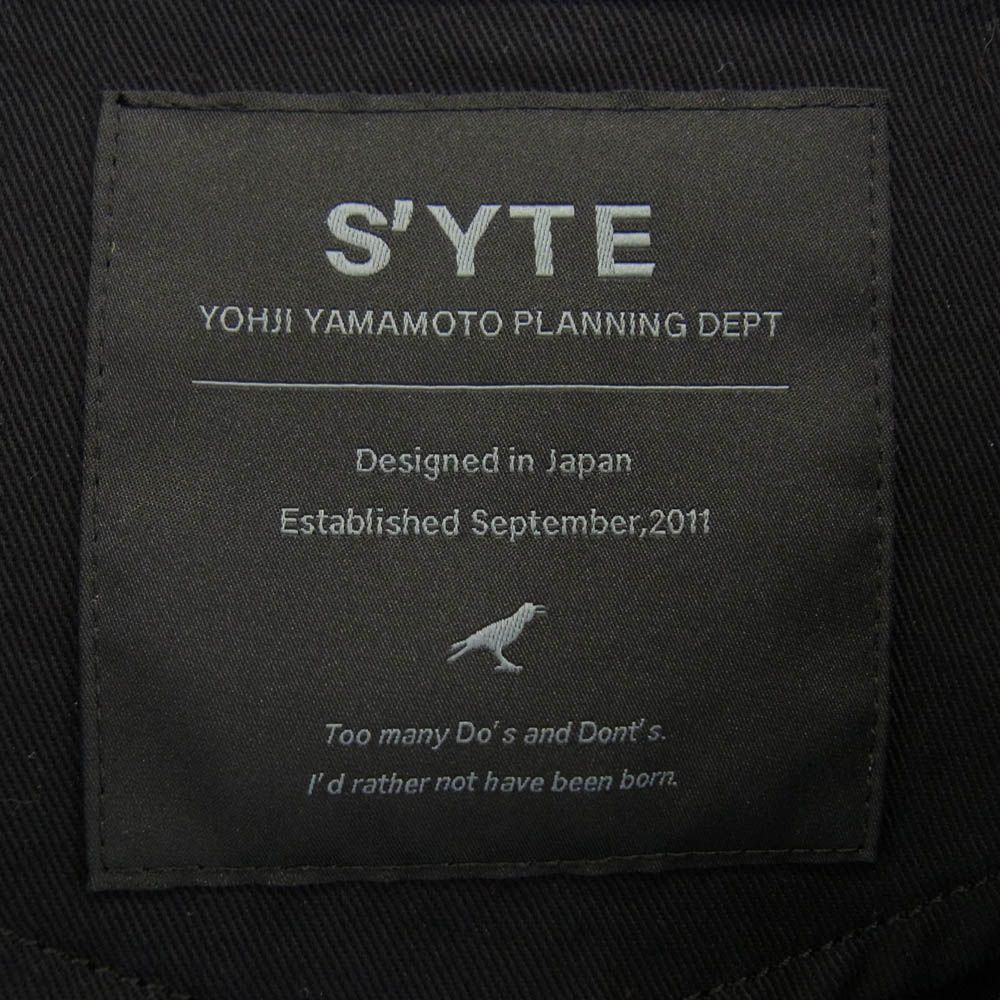 S'YTE
YOHJI YAMAMOTO PLANNING DEPT
Designed in Japan
Established September,2011
Too many Do's and Dont's.
I'd rather not have been born.